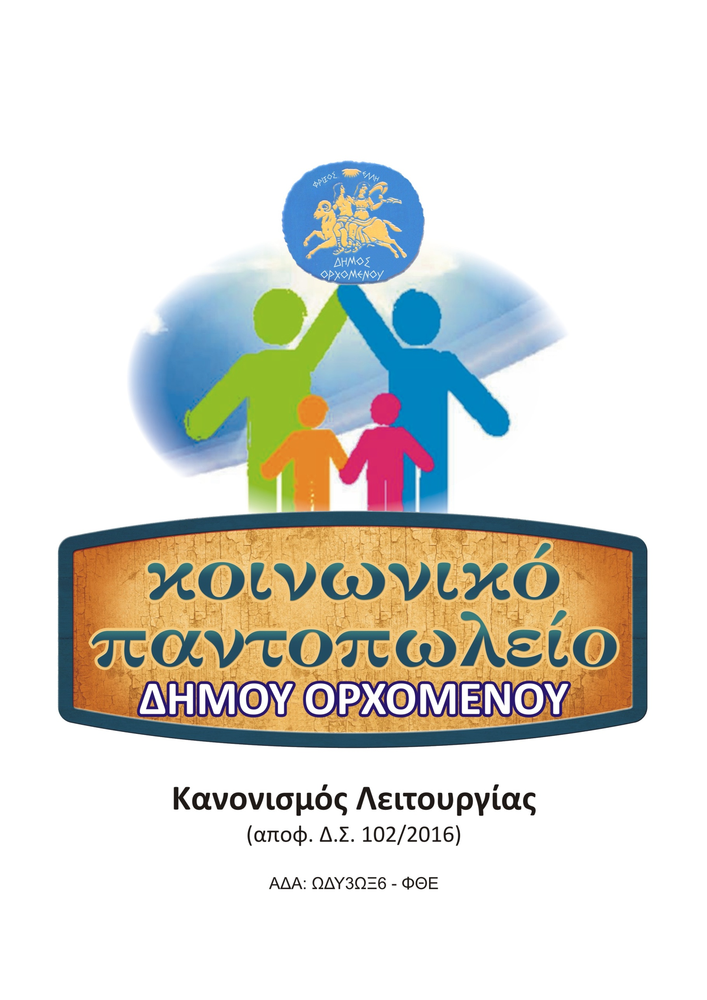 ΦΡΙΞΟΣ ΕΛΛΗ
ΔΗΜΟΣ
ΟΡΧΟΜΕΝΟΥ
κοινωνικό
παντοπωλείο
ΔΗΜΟΥ ΟΡΧΟΜΕΝΟΥ
Κανονισμός Λειτουργίας
(αποφ. Δ.Σ. 102/2016)
ΑΔΑ: ΩΔΥ3ΩΞ6 - ΦΘΕ